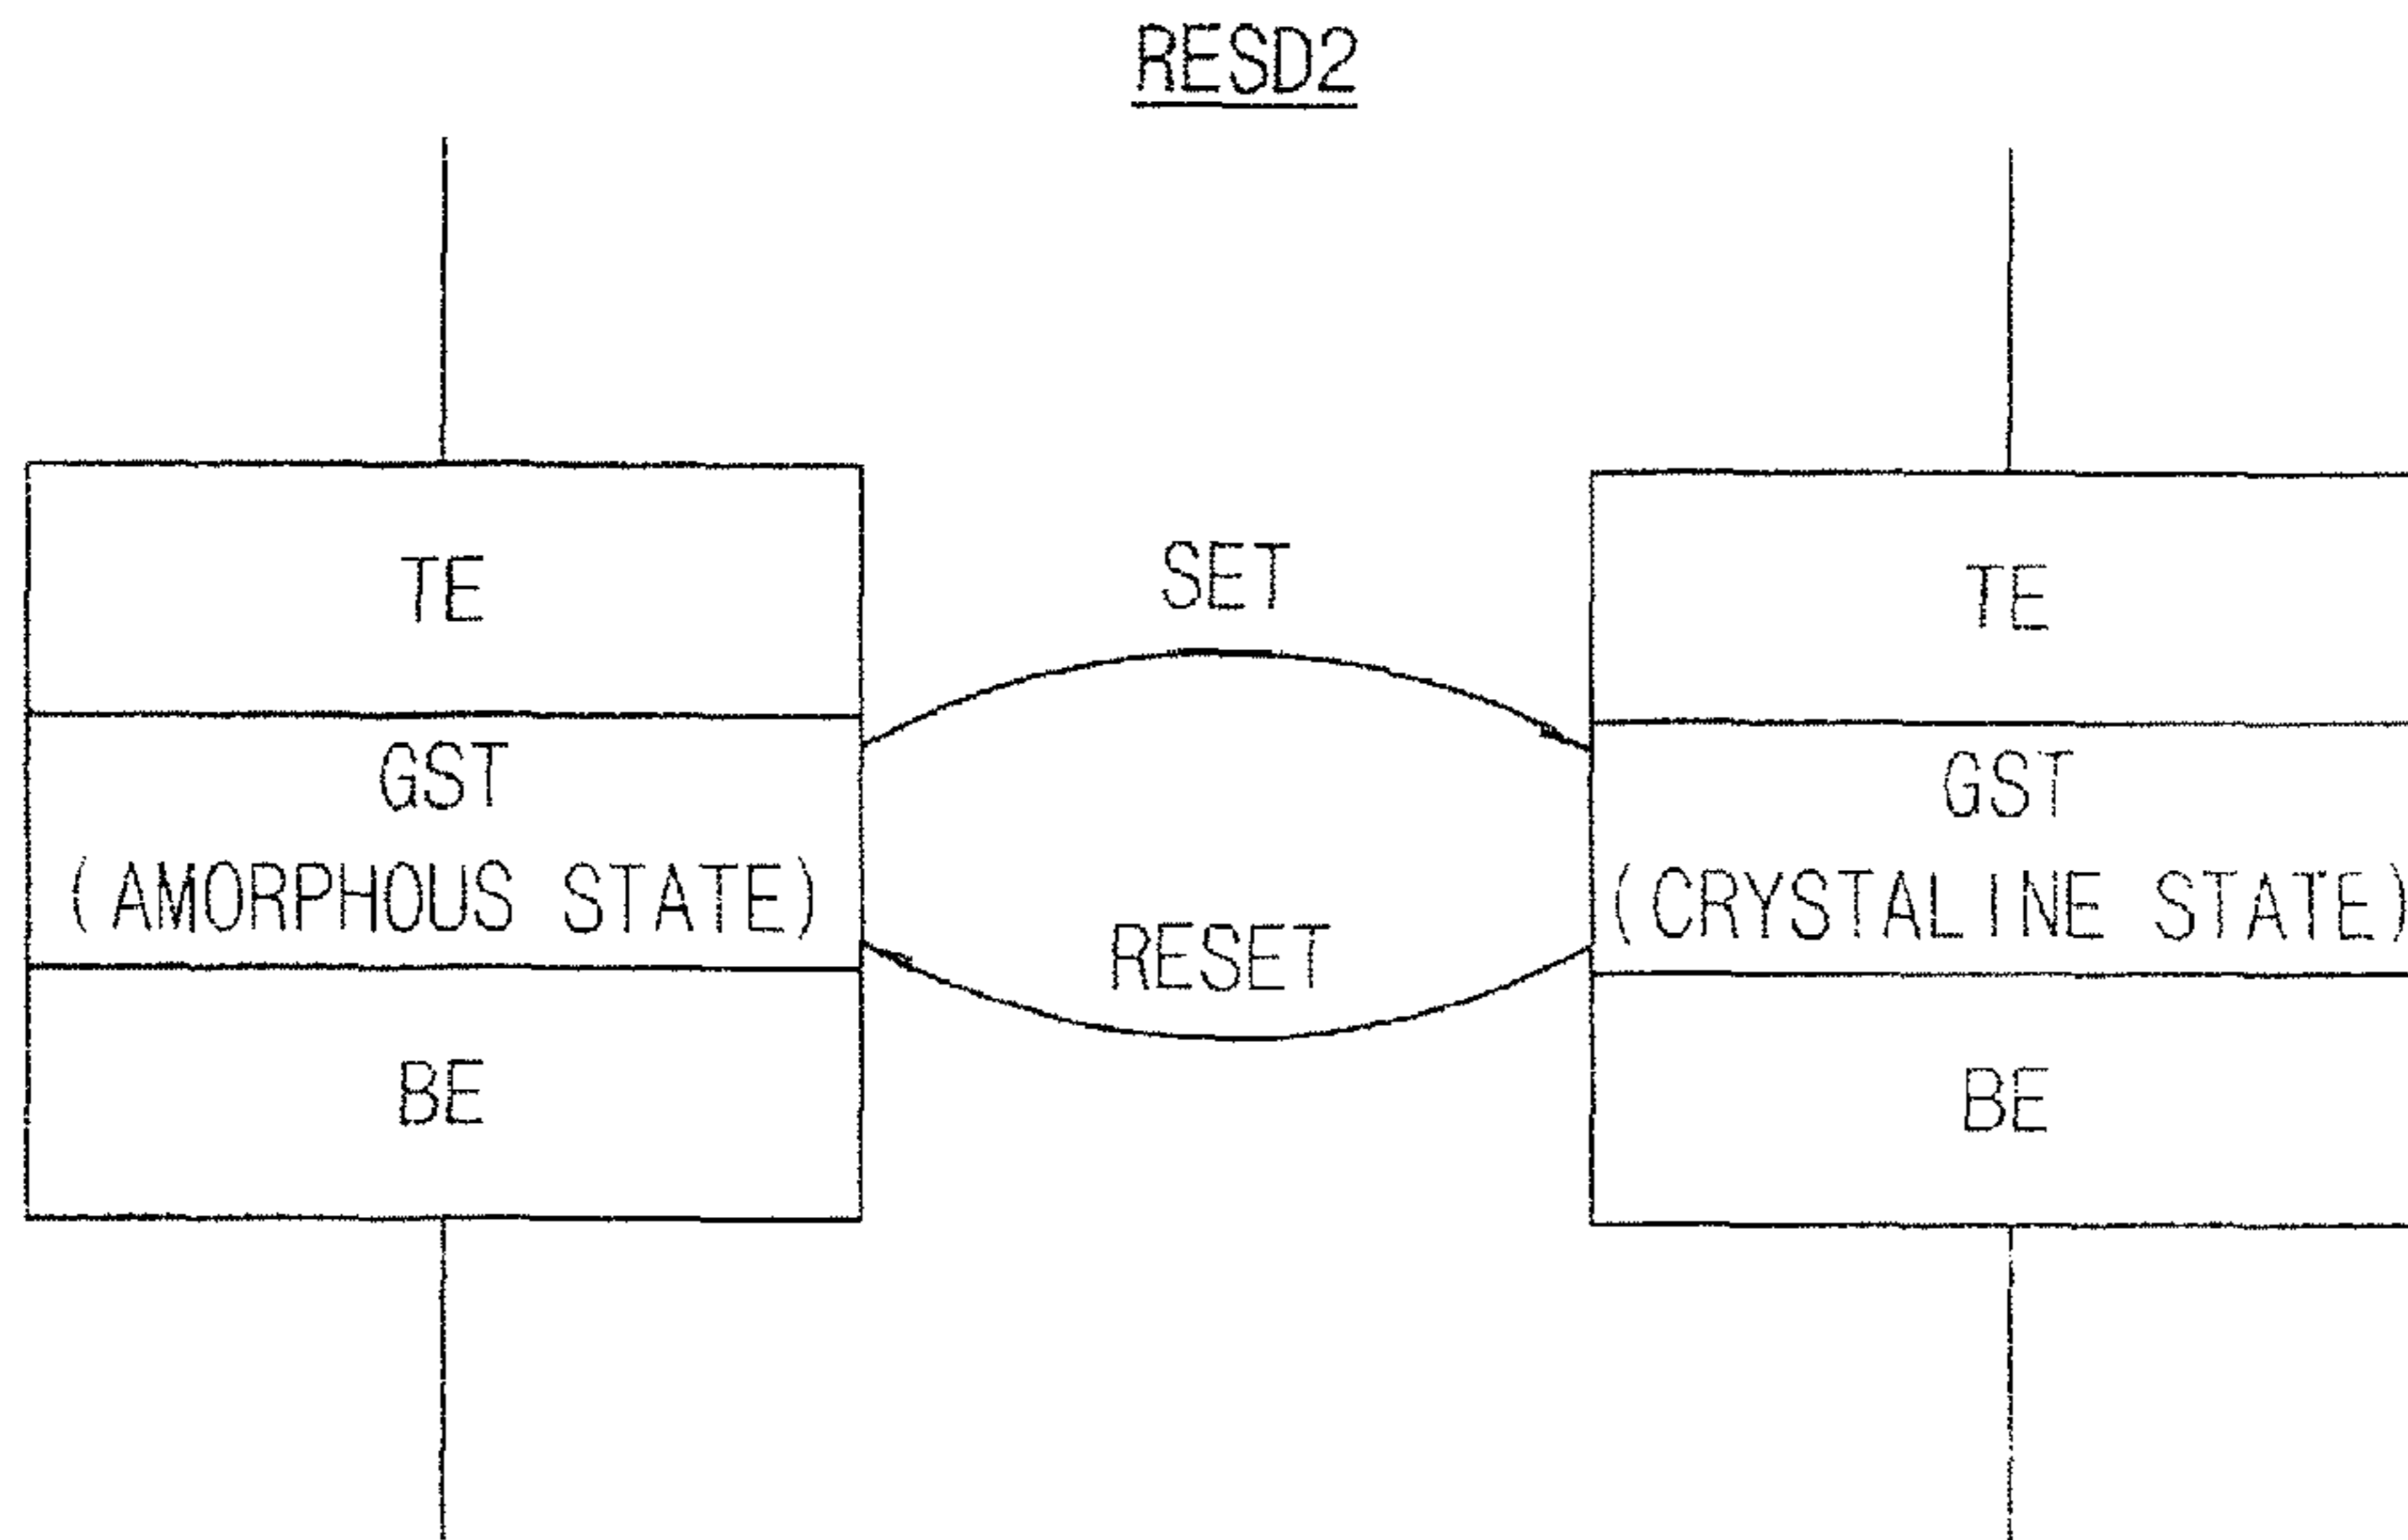 RESD2
TE
GST
(AMORPHOUS STATE)
BE
SET
RESET
TE
GST
(CRYSTALINE STATE)
BE